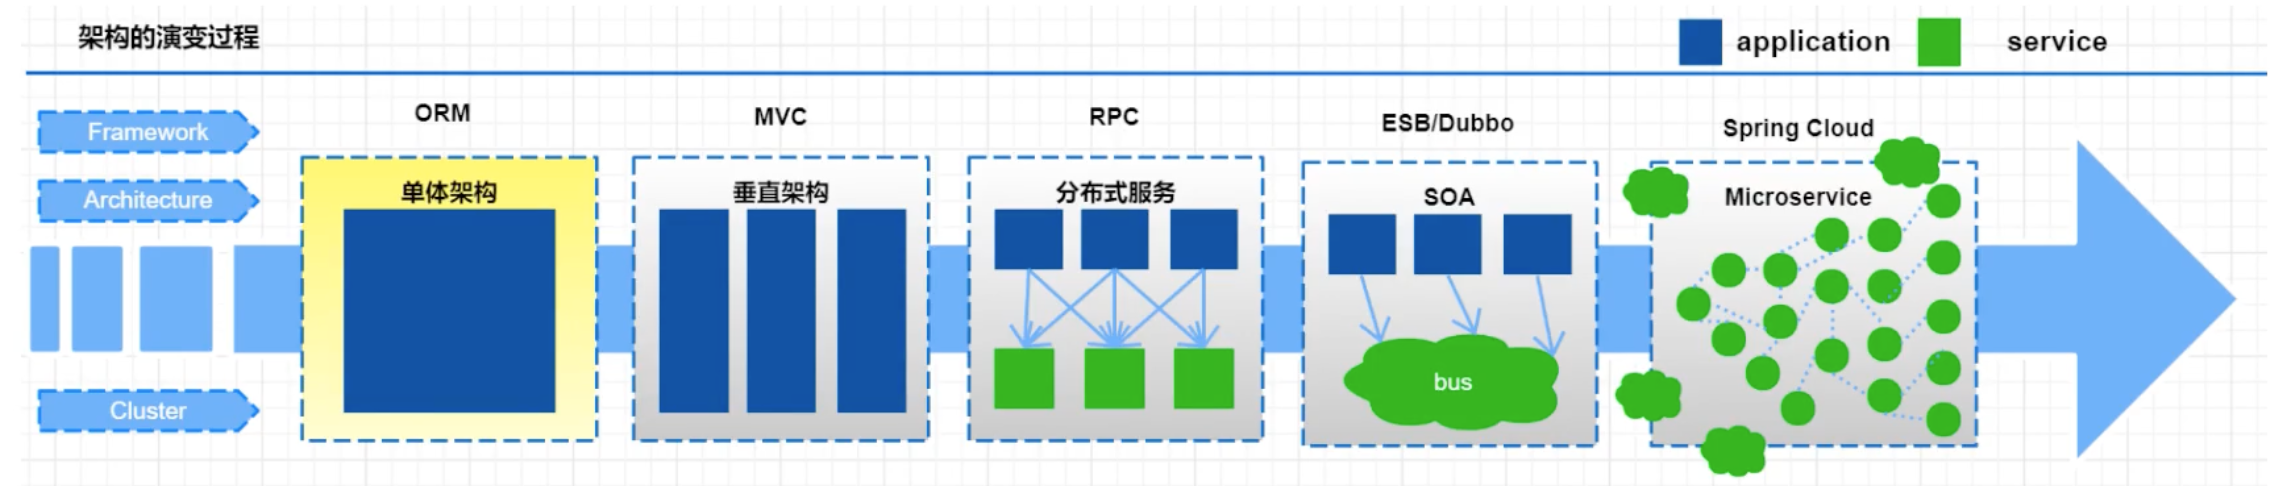 架构的演变过程
application
service
Framework
ORM
MVC
RPC
ESB/Dubbo
Spring Cloud
Architecture
单体架构
垂直架构
分布式服务
SOA
Microservice
bus
Cluster